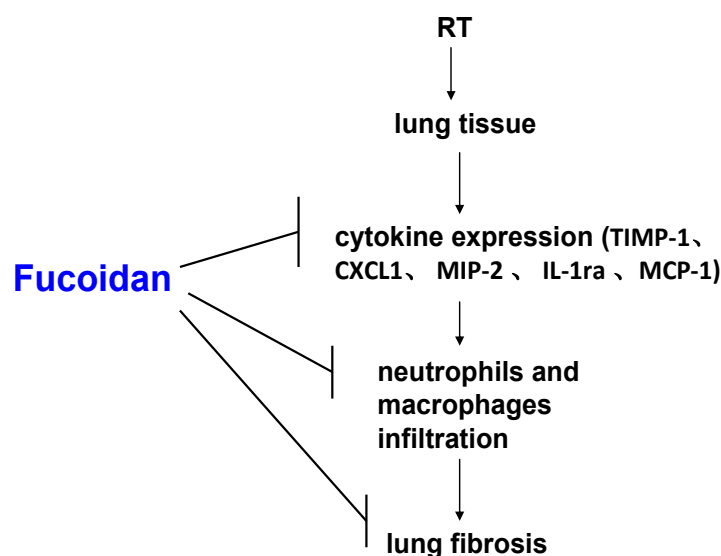 RT
lung tissue
cytokine expression (TIMP-1、
CXCL1、 MIP-2 、 IL-1ra 、MCP-1)
Fucoidan
neutrophils and
macrophages
infiltration
lung fibrosis